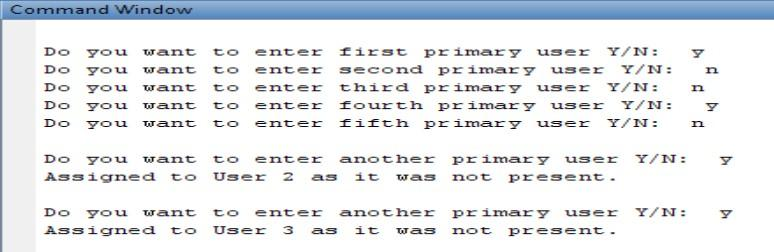 Command Window
Do you want to enter first primary user Y/N:  y
Do you want to enter second primary user Y/N:  n
Do you want to enter third primary user Y/N:  n
Do you want to enter fourth primary user Y/N:  y
Do you want to enter fifth primary user Y/N:  n
Do you want to enter another primary user Y/N:  y
Assigned to User 2 as it was not present.
Do you want to enter another primary user Y/N:  y
Assigned to User 3 as it was not present.